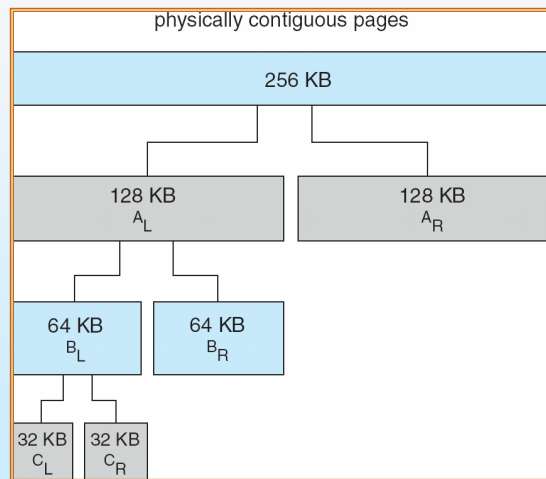 physically contiguous pages
256 KB
128 KB
A_L
128 KB
A_R
64 KB
B_L
64 KB
B_R
32 KB
C_L
32 KB
C_R